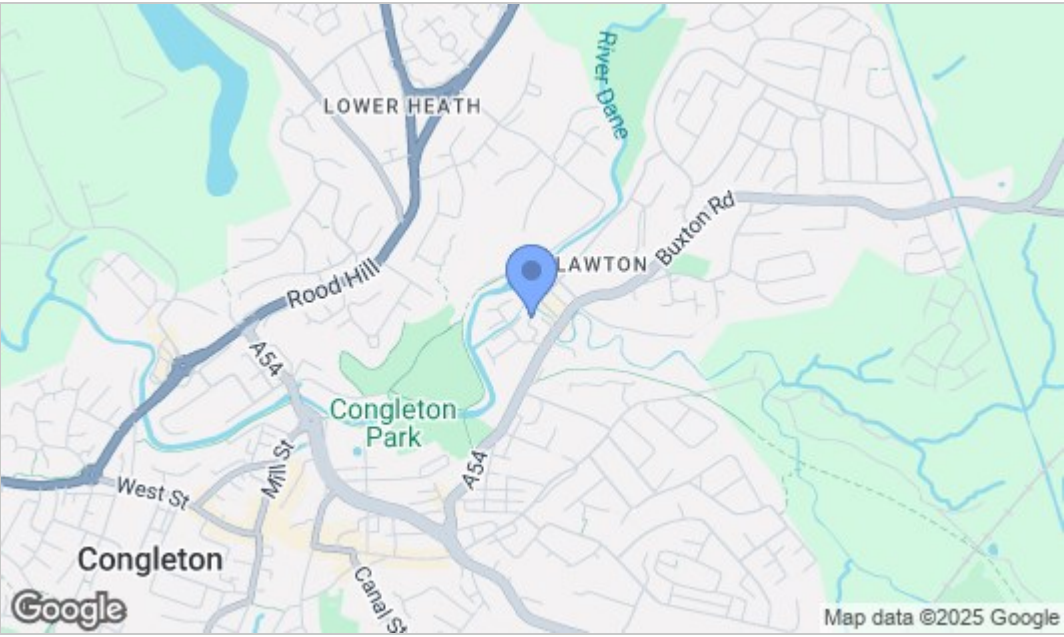 LOWER HEATH
River Dane
Buxton Rd
LAWTON
Rood Hill
A54
Congleton
Park
A54
Mill St
West St
Congleton
Canal St
Google
Map data ©2025 Google